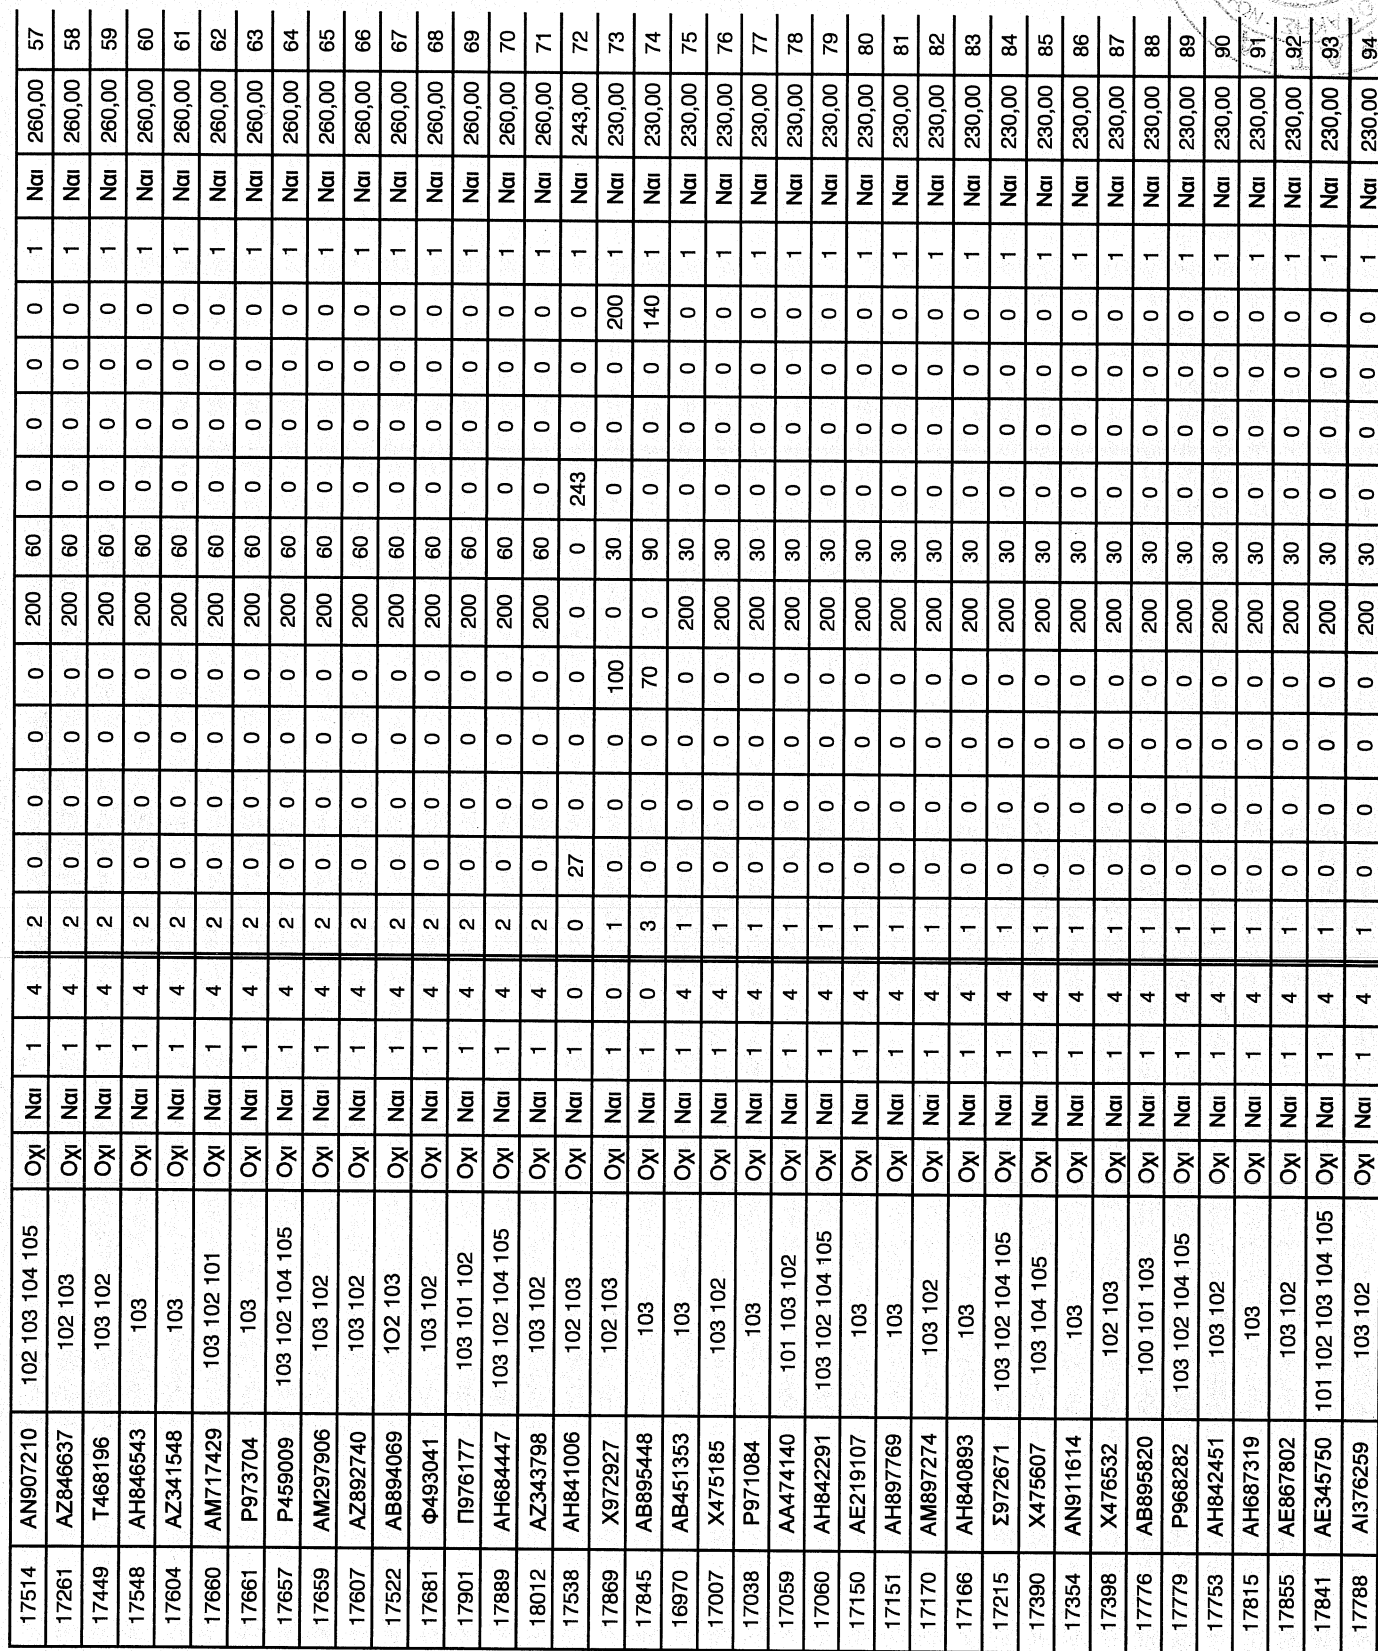 17514 ΑΝ907210 102 103 104 105 Οχι Ναι 1 4 2 0 0 0 0 200 60 0 0 0 0 1 Ναι 260,00 57
17261 ΑΖ846637 102 103 Οχι Ναι 1 4 2 0 0 0 0 200 60 0 0 0 0 1 Ναι 260,00 58
17449 Τ468196 103 102 Οχι Ναι 1 4 2 0 0 0 0 200 60 0 0 0 0 1 Ναι 260,00 59
17548 ΑΗ846543 103 Οχι Ναι 1 4 2 0 0 0 0 200 60 0 0 0 0 1 Ναι 260,00 60
17604 ΑΖ341548 103 Οχι Ναι 1 4 2 0 0 0 0 200 60 0 0 0 0 1 Ναι 260,00 61
17660 ΑΜ717429 103 102 101 Οχι Ναι 1 4 2 0 0 0 0 200 60 0 0 0 0 1 Ναι 260,00 62
17661 Ρ973704 103 Οχι Ναι 1 4 2 0 0 0 0 200 60 0 0 0 0 1 Ναι 260,00 63
17657 Ρ459009 103 102 104 105 Οχι Ναι 1 4 2 0 0 0 0 200 60 0 0 0 0 1 Ναι 260,00 64
17659 ΑΜ297906 103 102 Οχι Ναι 1 4 2 0 0 0 0 200 60 0 0 0 0 1 Ναι 260,00 65
17607 ΑΖ892740 103 102 Οχι Ναι 1 4 2 0 0 0 0 200 60 0 0 0 0 1 Ναι 260,00 66
17522 ΑΒ894069 1Ο2 103 Οχι Ναι 1 4 2 0 0 0 0 200 60 0 0 0 0 1 Ναι 260,00 67
17681 Φ493041 103 102 Οχι Ναι 1 4 2 0 0 0 0 200 60 0 0 0 0 1 Ναι 260,00 68
17901 Π976177 103 101 102 Οχι Ναι 1 4 2 0 0 0 0 200 60 0 0 0 0 1 Ναι 260,00 69
17889 ΑΗ684447 103 102 104 105 Οχι Ναι 1 4 2 0 0 0 0 200 60 0 0 0 0 1 Ναι 260,00 70
18012 ΑΖ343798 103 102 Οχι Ναι 1 4 2 0 0 0 0 200 60 0 0 0 0 1 Ναι 260,00 71
17538 ΑΗ841006 102 103 Οχι Ναι 1 0 0 27 0 0 0 0 0 243 0 0 0 1 Ναι 243,00 72
17869 Χ972927 102 103 Οχι Ναι 1 0 1 0 0 0 100 0 30 0 0 0 200 1 Ναι 230,00 73
17845 ΑΒ895448 103 Οχι Ναι 1 0 3 0 0 0 70 0 90 0 0 0 140 1 Ναι 230,00 74
16970 ΑΒ451353 103 Οχι Ναι 1 4 1 0 0 0 0 200 30 0 0 0 0 1 Ναι 230,00 75
17007 Χ475185 103 102 Οχι Ναι 1 4 1 0 0 0 0 200 30 0 0 0 0 1 Ναι 230,00 76
17038 Ρ971084 103 Οχι Ναι 1 4 1 0 0 0 0 200 30 0 0 0 0 1 Ναι 230,00 77
17059 ΑΑ474140 101 103 102 Οχι Ναι 1 4 1 0 0 0 0 200 30 0 0 0 0 1 Ναι 230,00 78
17060 ΑΗ842291 103 102 104 105 Οχι Ναι 1 4 1 0 0 0 0 200 30 0 0 0 0 1 Ναι 230,00 79
17150 ΑΕ219107 103 Οχι Ναι 1 4 1 0 0 0 0 200 30 0 0 0 0 1 Ναι 230,00 80
17151 ΑΗ897769 103 Οχι Ναι 1 4 1 0 0 0 0 200 30 0 0 0 0 1 Ναι 230,00 81
17170 ΑΜ897274 103 102 Οχι Ναι 1 4 1 0 0 0 0 200 30 0 0 0 0 1 Ναι 230,00 82
17166 ΑΗ840893 103 Οχι Ναι 1 4 1 0 0 0 0 200 30 0 0 0 0 1 Ναι 230,00 83
17215 Σ972671 103 102 104 105 Οχι Ναι 1 4 1 0 0 0 0 200 30 0 0 0 0 1 Ναι 230,00 84
17390 Χ475607 103 104 105 Οχι Ναι 1 4 1 0 0 0 0 200 30 0 0 0 0 1 Ναι 230,00 85
17354 ΑΝ911614 103 Οχι Ναι 1 4 1 0 0 0 0 200 30 0 0 0 0 1 Ναι 230,00 86
17398 Χ476532 102 103 Οχι Ναι 1 4 1 0 0 0 0 200 30 0 0 0 0 1 Ναι 230,00 87
17776 ΑΒ895820 100 101 103 Οχι Ναι 1 4 1 0 0 0 0 200 30 0 0 0 0 1 Ναι 230,00 88
17779 Ρ968282 103 102 104 105 Οχι Ναι 1 4 1 0 0 0 0 200 30 0 0 0 0 1 Ναι 230,00 89
17753 ΑΗ842451 103 102 Οχι Ναι 1 4 1 0 0 0 0 200 30 0 0 0 0 1 Ναι 230,00 90
17815 ΑΗ687319 103 Οχι Ναι 1 4 1 0 0 0 0 200 30 0 0 0 0 1 Ναι 230,00 91
17855 ΑΕ867802 103 102 Οχι Ναι 1 4 1 0 0 0 0 200 30 0 0 0 0 1 Ναι 230,00 92
17841 ΑΕ345750 101 102 103 104 105 Οχι Ναι 1 4 1 0 0 0 0 200 30 0 0 0 0 1 Ναι 230,00 93
17788 ΑΙ376259 103 102 Οχι Ναι 1 4 1 0 0 0 0 200 30 0 0 0 0 1 Ναι 230,00 94